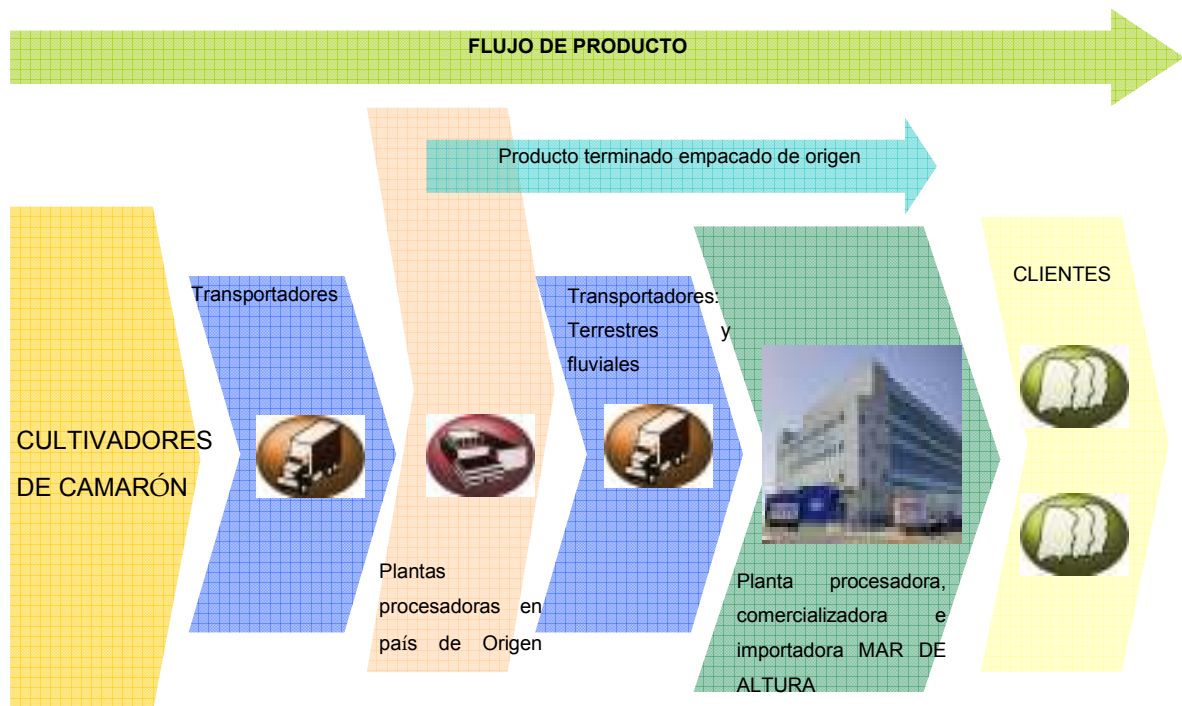 FLUJO DE PRODUCTO
Producto terminado empacado de origen
CULTIVADORES
DE CAMARÓN
Transportadores
Plantas
procesadoras en
país de Origen
Transportadores:
Terrestres y
fluviales
Planta procesadora,
comercializadora e
importadora MAR DE
ALTURA
CLIENTES